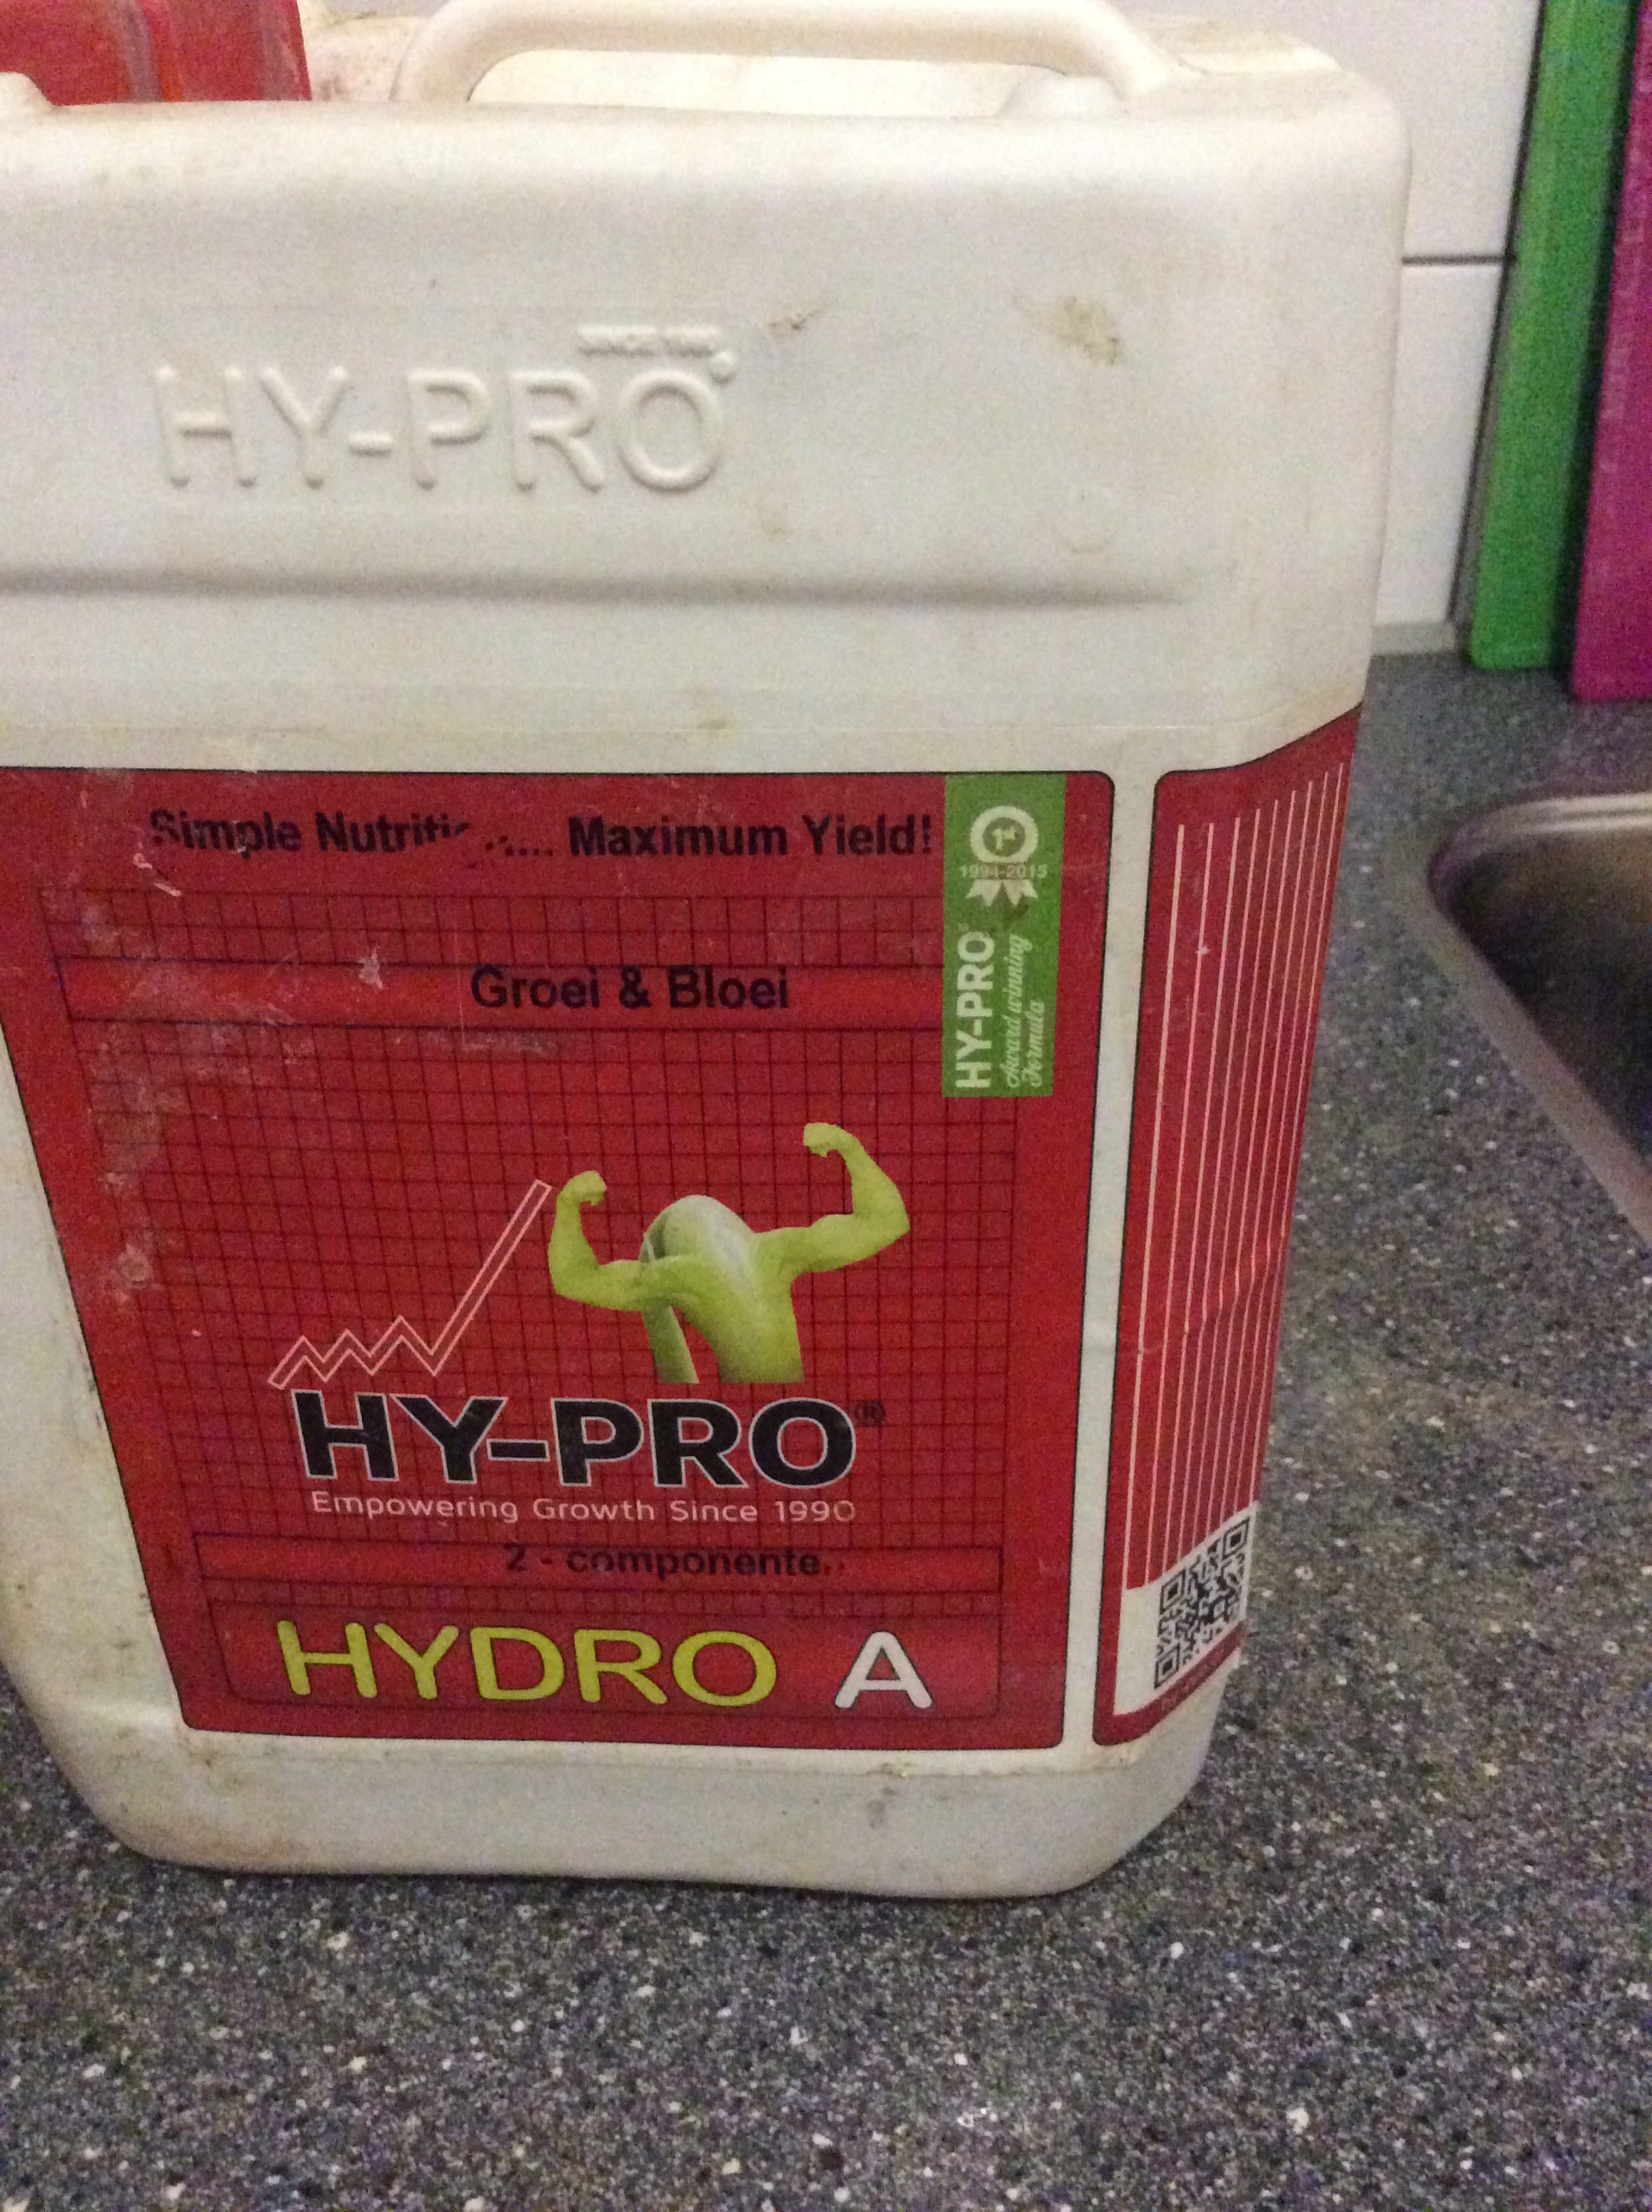 HY-PRO
Simple Maximum Yield!
1st
1994-2015
HY-PRO
Award winning
Formula
Groei & Bloei
HY-PRO®
Empowering Growth Since 1990
2 - componente
HYDRO A